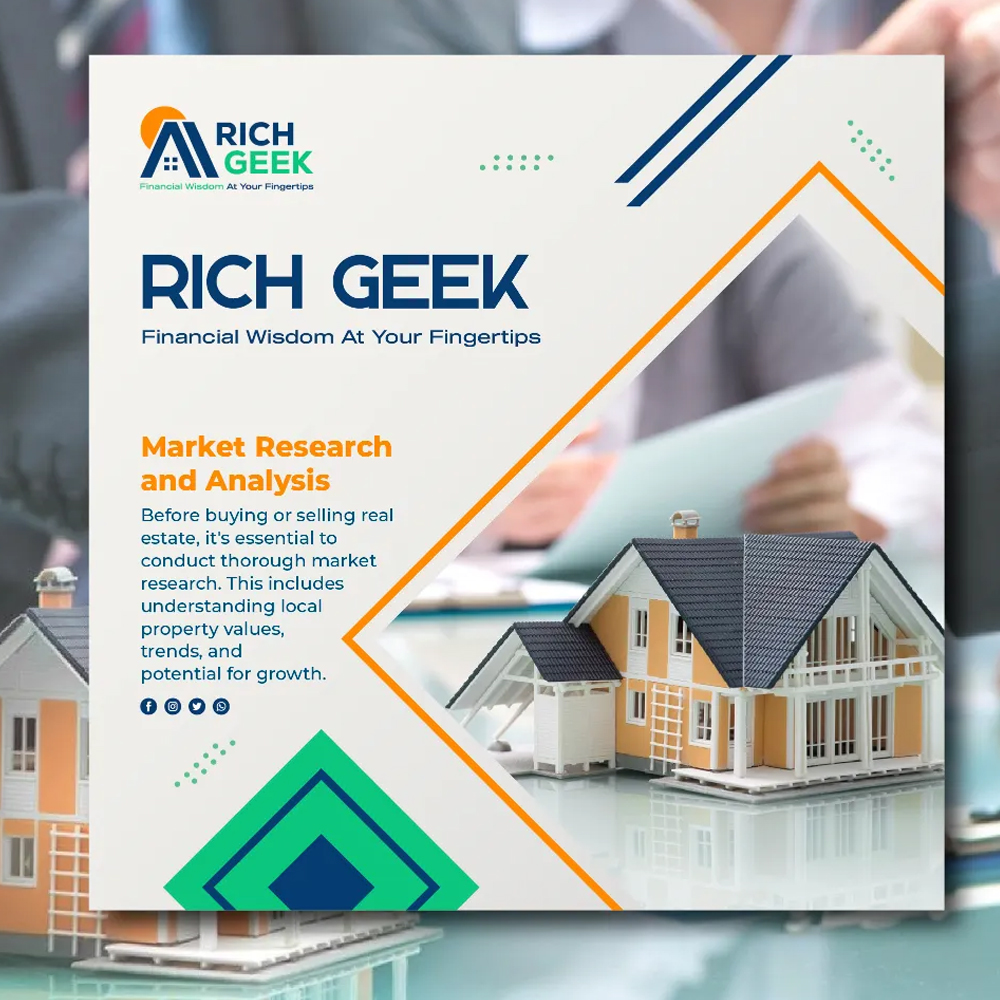 RICH
GEEK
Financial Wisdom At Your Fingertips
RICH GEEK
Financial Wisdom At Your Fingertips
Market Research
and Analysis
Before buying or selling real
estate, it's essential to
conduct thorough market
research. This includes
understanding local
property values,
trends, and
potential for growth.